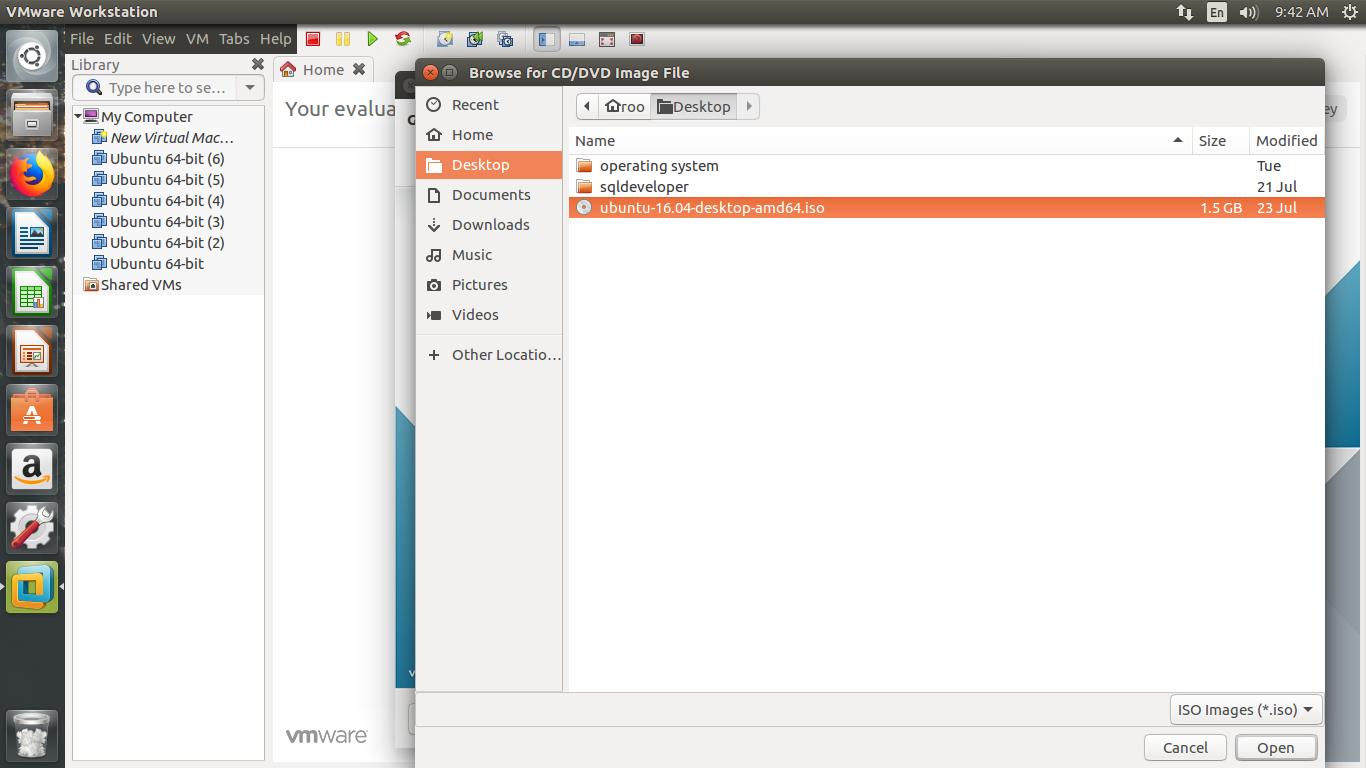 VMware Workstation
En
9:42 AM
File Edit View VM Tabs Help
Library
Type here to se...
My Computer
New Virtual Mac...
Ubuntu 64-bit (6)
Ubuntu 64-bit (5)
Ubuntu 64-bit (4)
Ubuntu 64-bit (3)
Ubuntu 64-bit (2)
Ubuntu 64-bit
Shared VMs
Home
Your evalua
vmware
Browse for CD/DVD Image File
Recent
Home
Desktop
Documents
Downloads
Music
Pictures
Videos
Other Locatio...
roo Desktop
Name Size Modified
operating system Tue
sqldeveloper 21 Jul
ubuntu-16.04-desktop-amd64.iso 1.5 GB 23 Jul
ISO Images (*.iso)
Cancel Open
ey